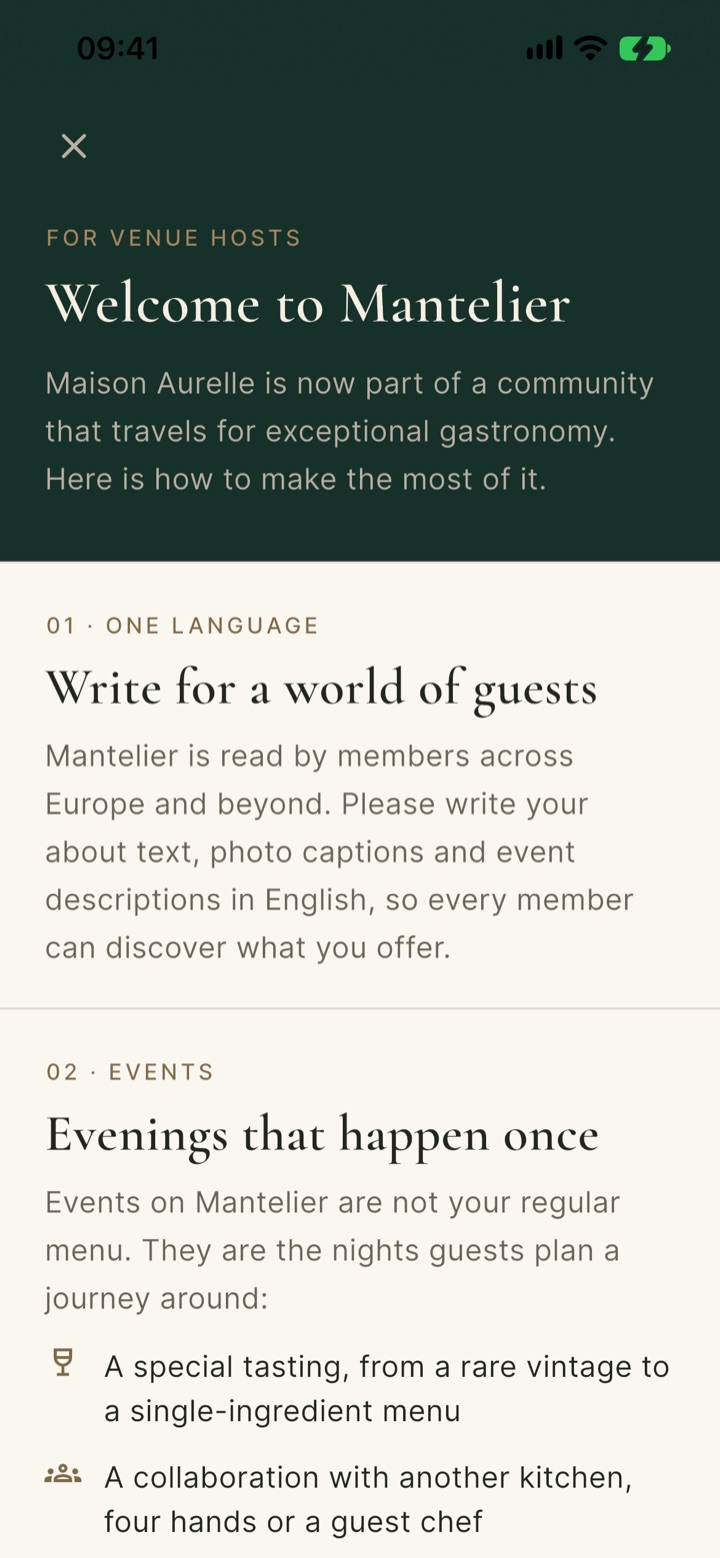 09:41
FOR VENUE HOSTS
Welcome to Mantelier
Maison Aurelle is now part of a community
that travels for exceptional gastronomy.
Here is how to make the most of it.
01 · ONE LANGUAGE
Write for a world of guests
Mantelier is read by members across
Europe and beyond. Please write your
about text, photo captions and event
descriptions in English, so every member
can discover what you offer.
02 · EVENTS
Evenings that happen once
Events on Mantelier are not your regular
menu. They are the nights guests plan a
journey around:
A special tasting, from a rare vintage to
a single-ingredient menu
A collaboration with another kitchen,
four hands or a guest chef